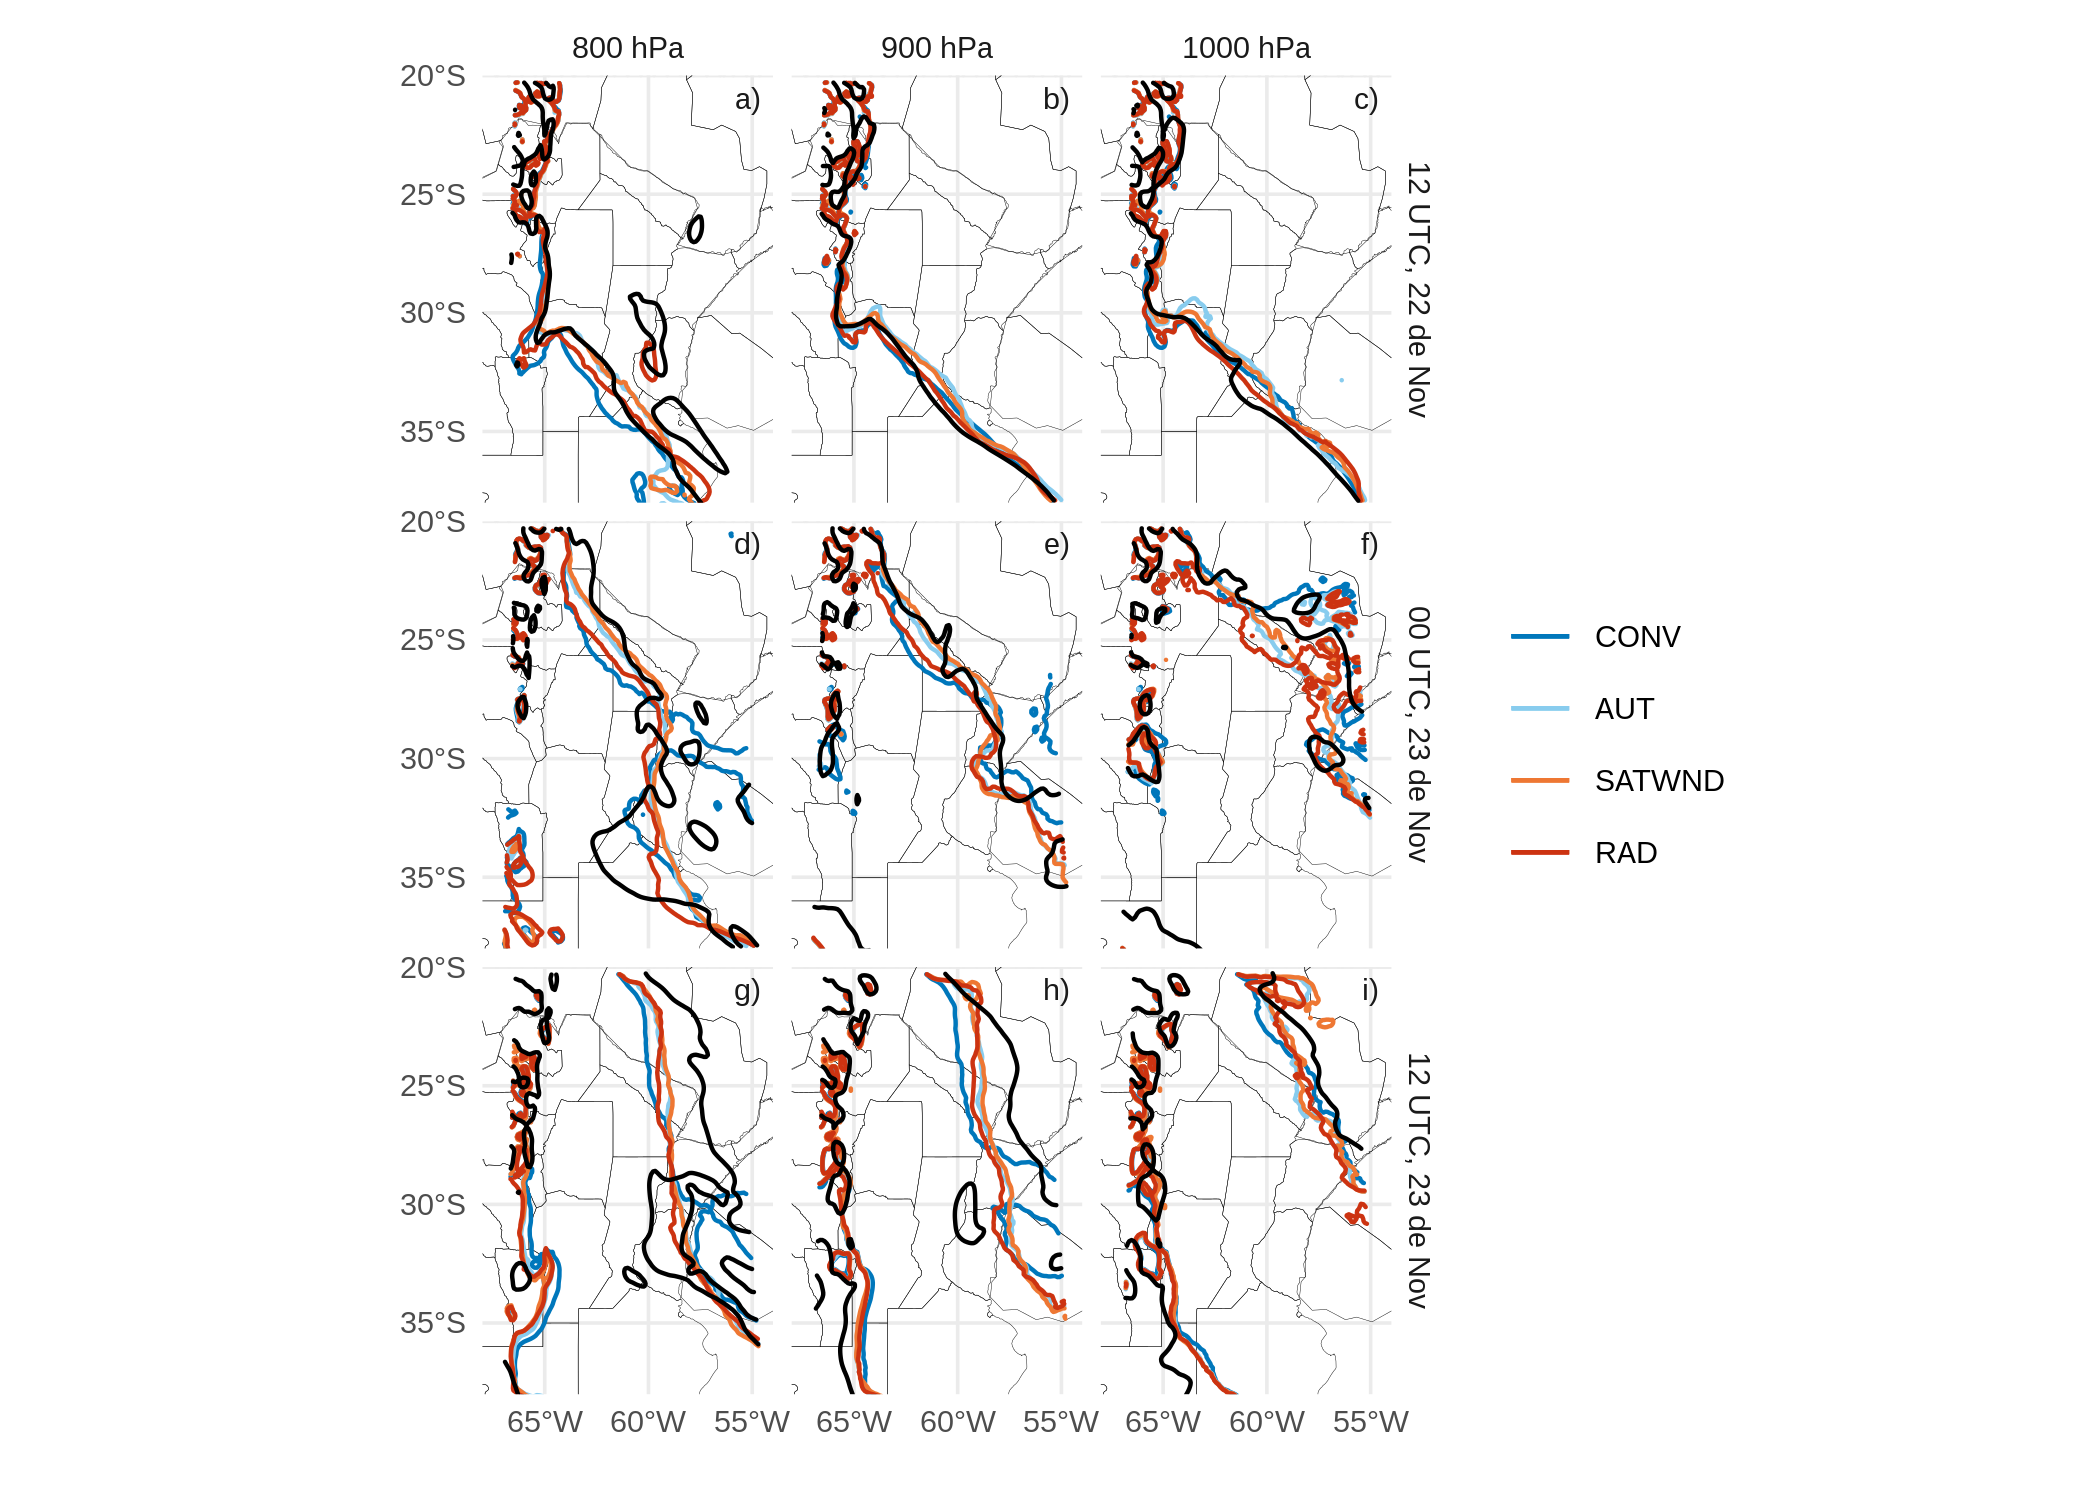 800 hPa 900 hPa 1000 hPa
20°S
a) b) c)
25°S
30°S
35°S
12 UTC, 22 de Nov
20°S
d) e) f)
25°S
30°S
35°S
00 UTC, 23 de Nov
CONV
AUT
SATWND
RAD
20°S
g) h) i)
25°S
30°S
35°S
12 UTC, 23 de Nov
65°W 60°W 55°W 65°W 60°W 55°W 65°W 60°W 55°W